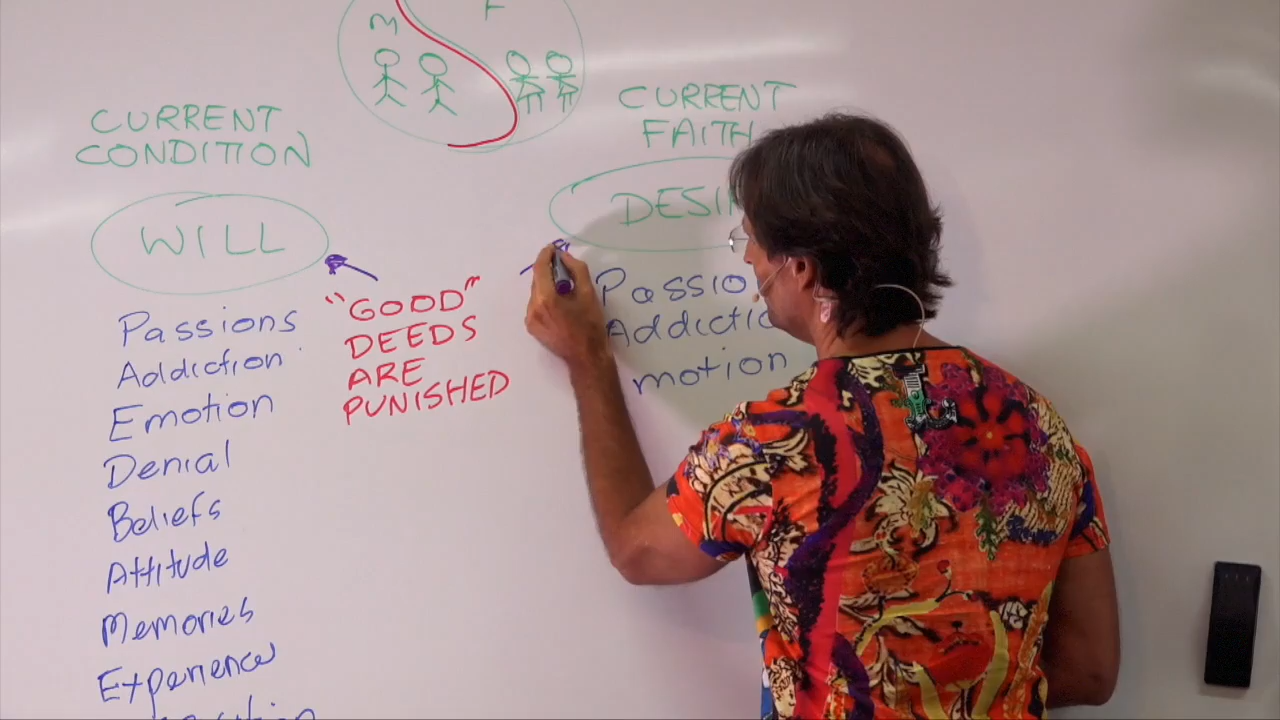 M F
CURRENT
CONDITION
WILL
Passions
Addiction
Emotion
Denial
Beliefs
Attitude
Memories
Experience
"GOOD"
DEEDS
ARE
PUNISHED
CURRENT
FAITH
DESI
Passio
Addictio
motion